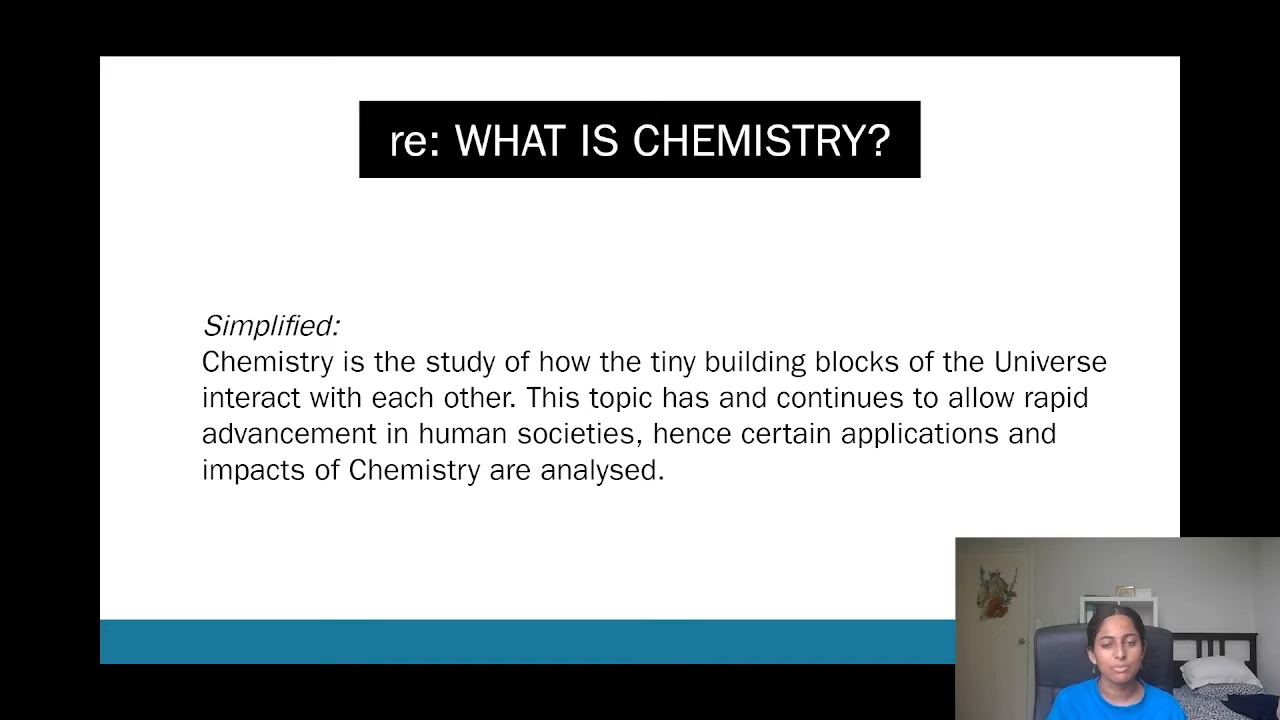 re: WHAT IS CHEMISTRY?
Simplified:
Chemistry is the study of how the tiny building blocks of the Universe
interact with each other. This topic has and continues to allow rapid
advancement in human societies, hence certain applications and
impacts of Chemistry are analysed.